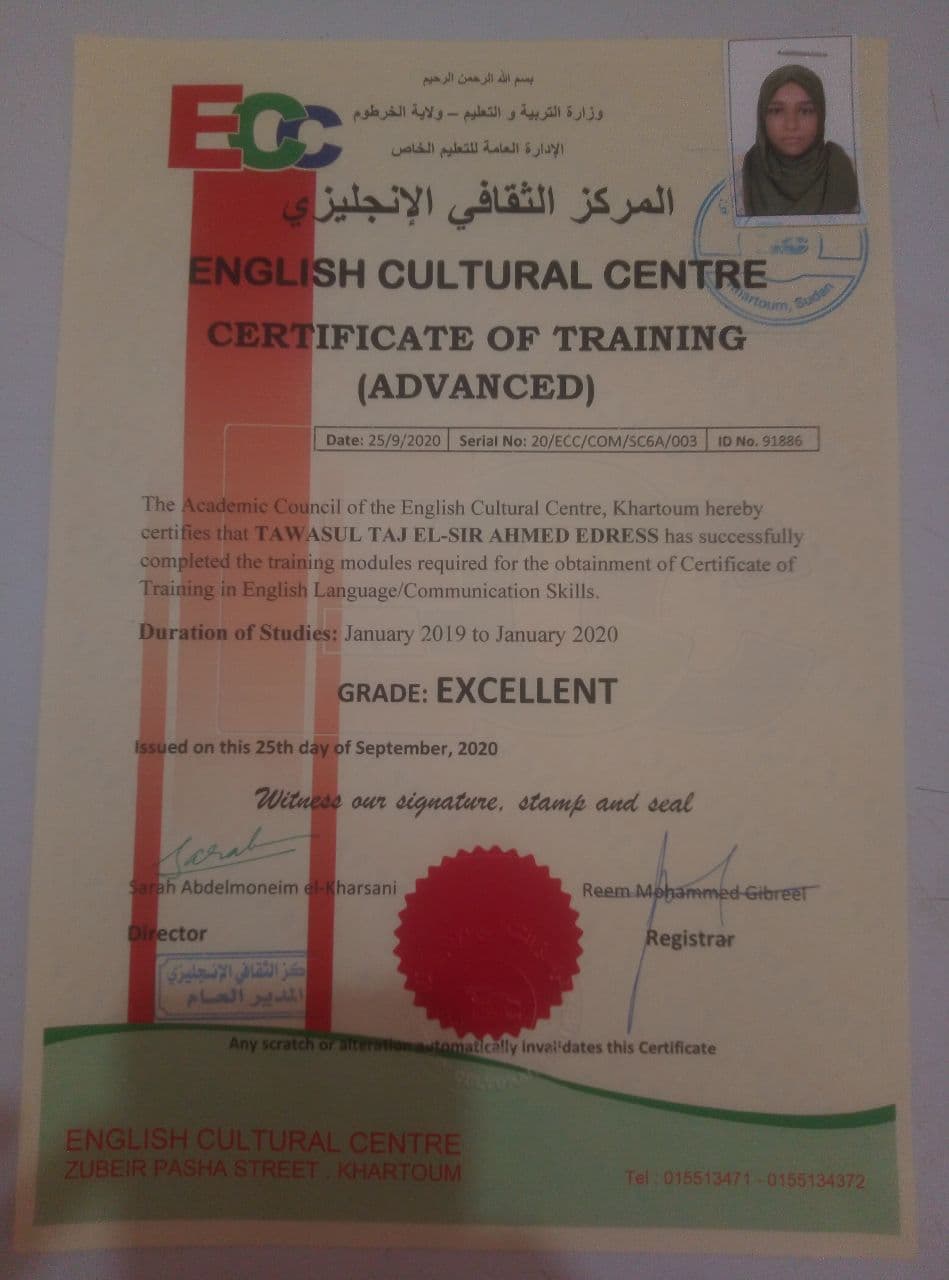 ECC
بسم الله الرحمن الرحيم
وزارة التربية و التعليم – ولاية الخرطوم
الإدارة العامة للتعليم الخاص
المركز الثقافي الإنجليزي
ENGLISH CULTURAL CENTRE
Khartoum, Sudan
CERTIFICATE OF TRAINING
(ADVANCED)
Date: 25/9/2020 Serial No: 20/ECC/COM/SC6A/003 ID No. 91886
The Academic Council of the English Cultural Centre, Khartoum hereby
certifies that TAWASUL TAJ EL-SIR AHMED EDRESS has successfully
completed the training modules required for the obtainment of Certificate of
Training in English Language/Communication Skills.
Duration of Studies: January 2019 to January 2020
GRADE: EXCELLENT
Issued on this 25th day of September, 2020
Witness our signature, stamp and seal
Sarah
Sarah Abdelmoneim el-Kharsani Reem Mohammed Gibreel
Director Registrar
الثقافي الإنجليزي
المدير العام
Any scratch or alteration automatically invalidates this Certificate
ENGLISH CULTURAL CENTRE
ZUBEIR PASHA STREET . KHARTOUM
Tel : 015513471 - 0155134372